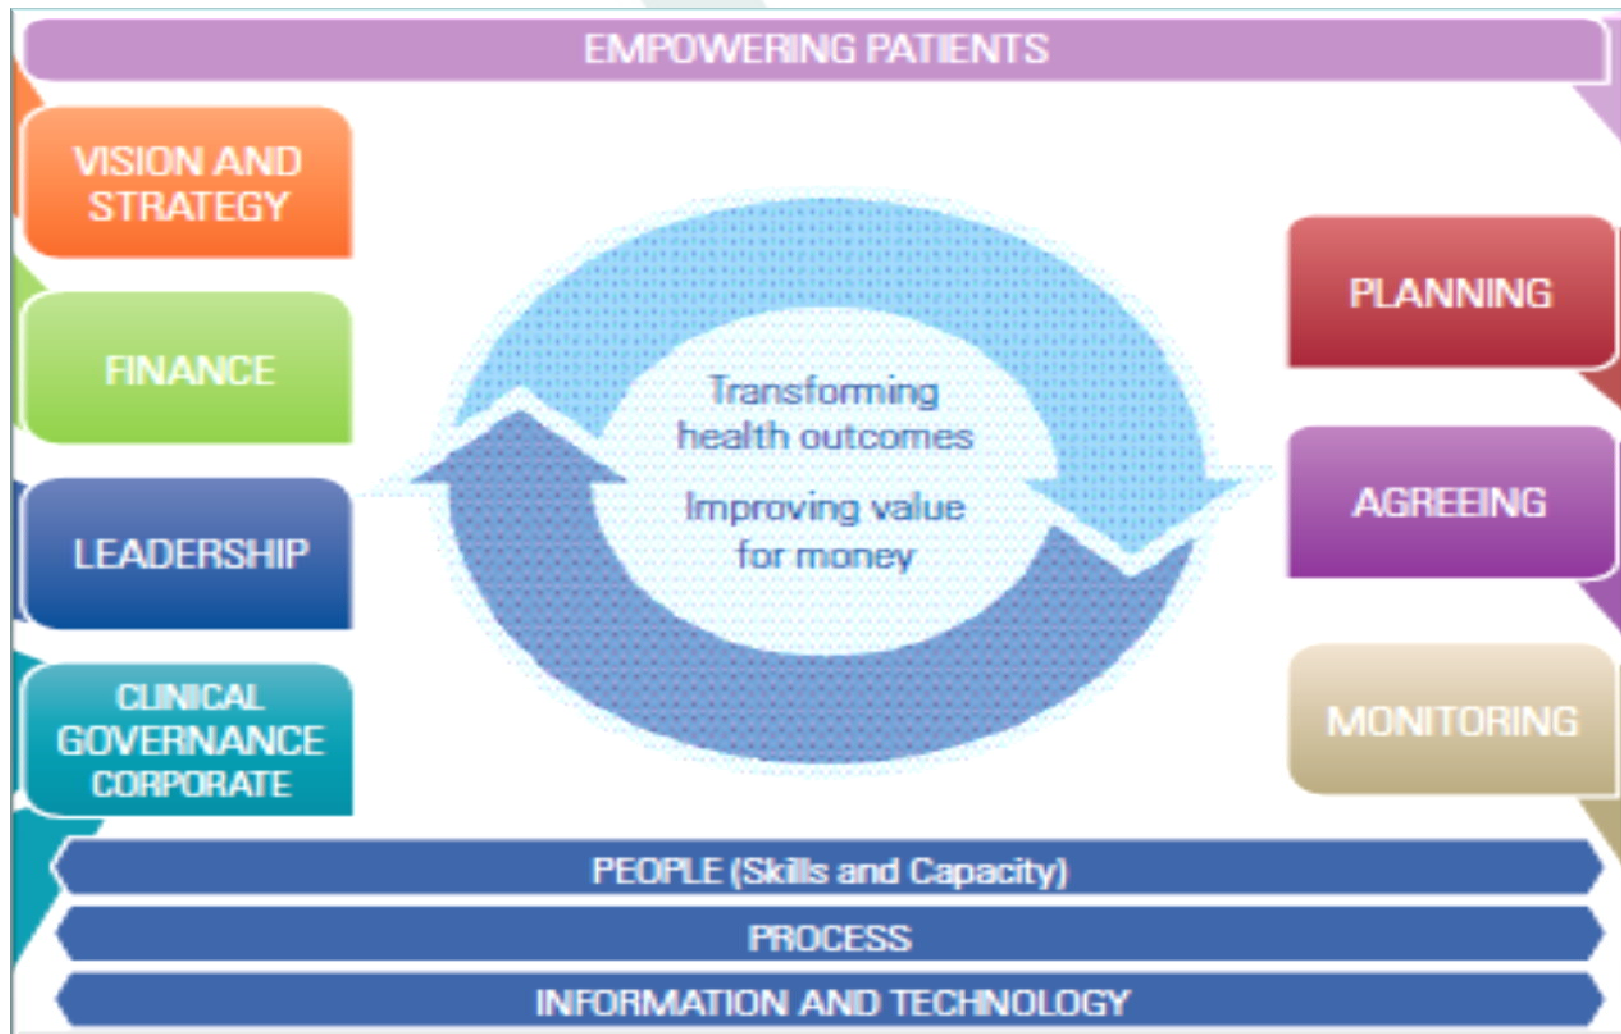 EMPOWERING PATIENTS
VISION AND
STRATEGY
FINANCE
LEADERSHIP
CLINICAL
GOVERNANCE
CORPORATE
Transforming
health outcomes
Improving value
for money
PLANNING
AGREEING
MONITORING
PEOPLE (Skills and Capacity)
PROCESS
INFORMATION AND TECHNOLOGY